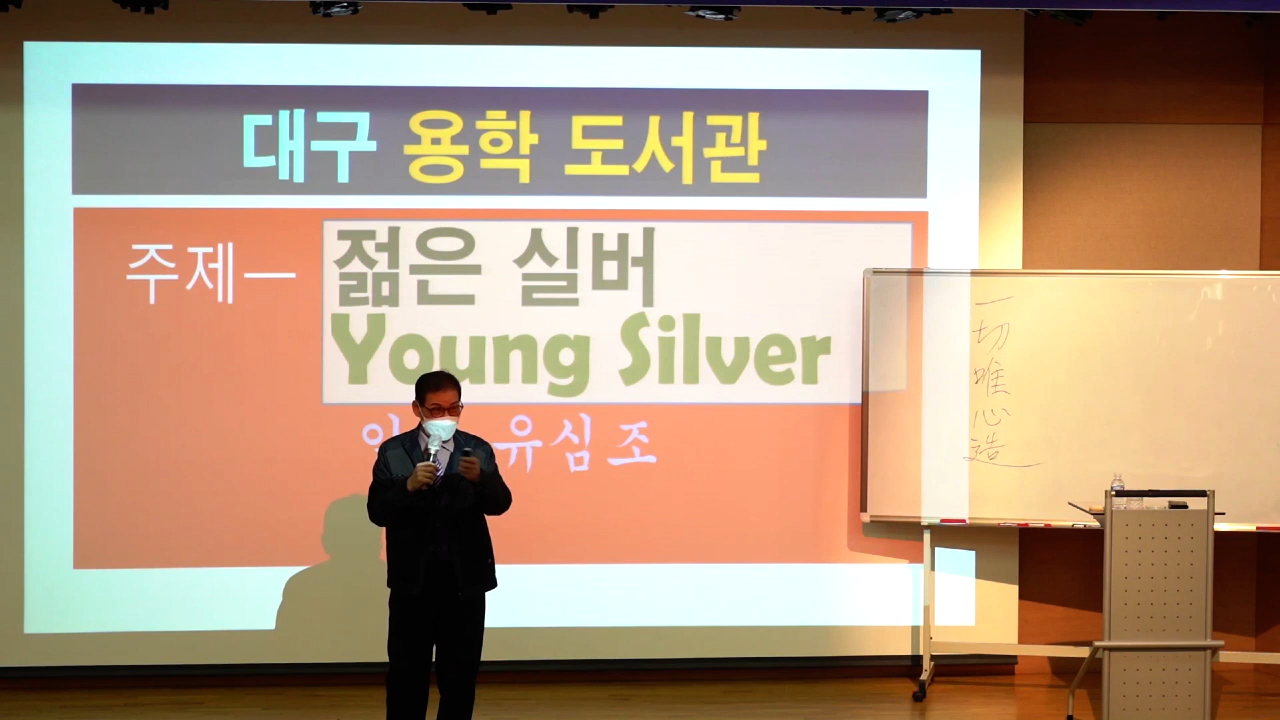 대구 용학 도서관
주제— 젊은 실버
Young Silver
유심조
一切唯心造